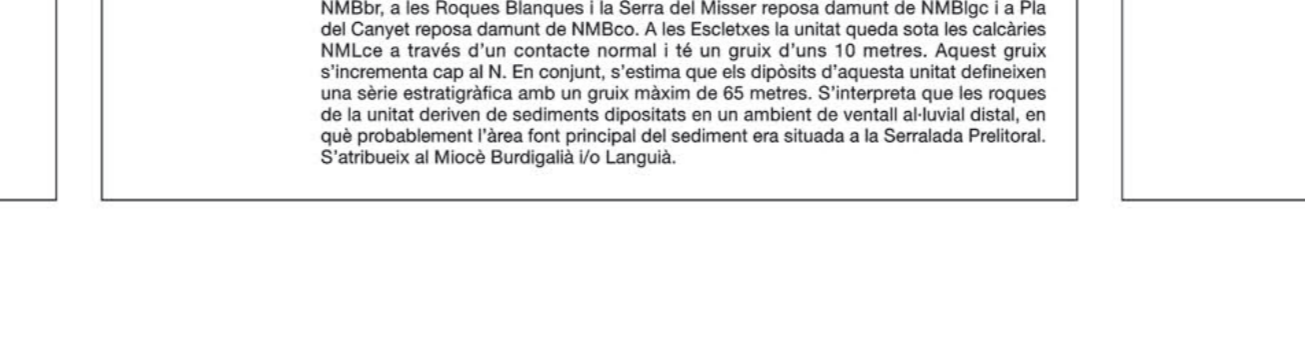 NMBbr, a les Roques Blanques i la Serra del Misser reposa damunt de NMBlgc i a Pla
del Canyet reposa damunt de NMBco. A les Escletxes la unitat queda sota les calcàries
NMLce a través d'un contacte normal i té un gruix d'uns 10 metres. Aquest gruix
s'incrementa cap al N. En conjunt, s'estima que els dipòsits d'aquesta unitat defineixen
una sèrie estratigràfica amb un gruix màxim de 65 metres. S'interpreta que les roques
de la unitat deriven de sediments dipositats en un ambient de ventall al·luvial distal, en
què probablement l'àrea font principal del sediment era situada a la Serralada Prelitoral.
S'atribueix al Miocè Burdigalià i/o Languià.